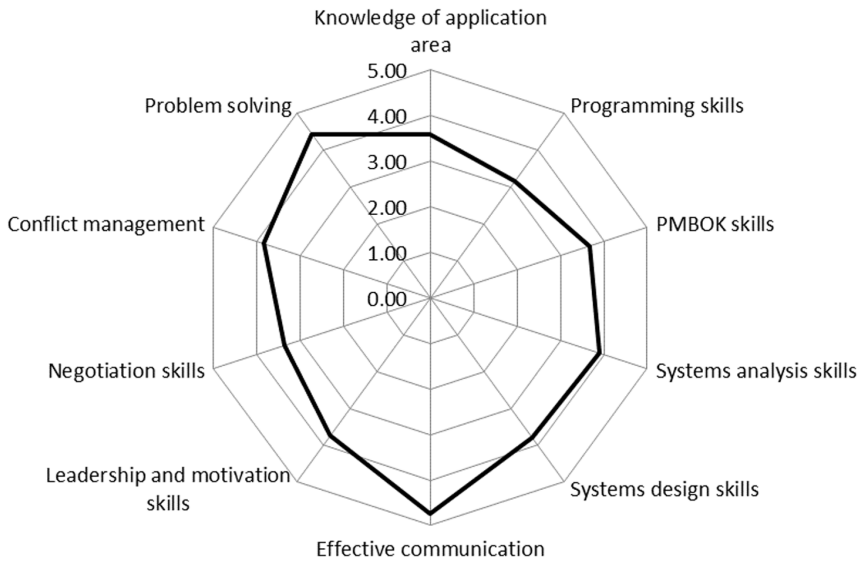 Knowledge of application
area
5.00
Problem solving
Programming skills
4.00
3.00
Conflict management
PMBOK skills
2.00
1.00
0.00
Negotiation skills
Systems analysis skills
Leadership and motivation
skills
Systems design skills
Effective communication